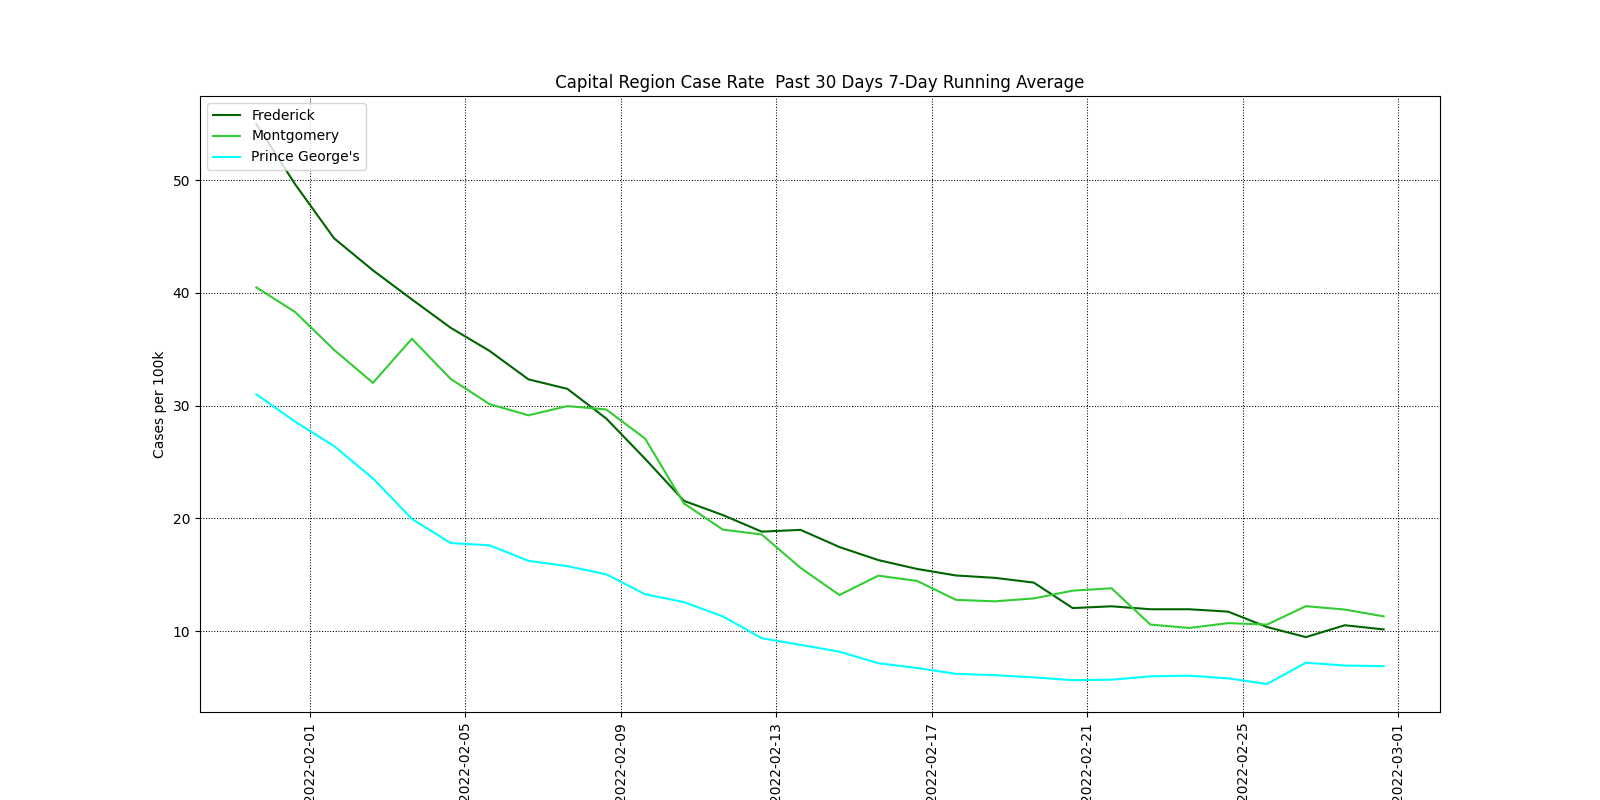 Capital Region Case Rate  Past 30 Days 7-Day Running Average
Frederick
Montgomery
Prince George's
Cases per 100k
50
40
30
20
10
2022-02-01
2022-02-05
2022-02-09
2022-02-13
2022-02-17
2022-02-21
2022-02-25
2022-03-01